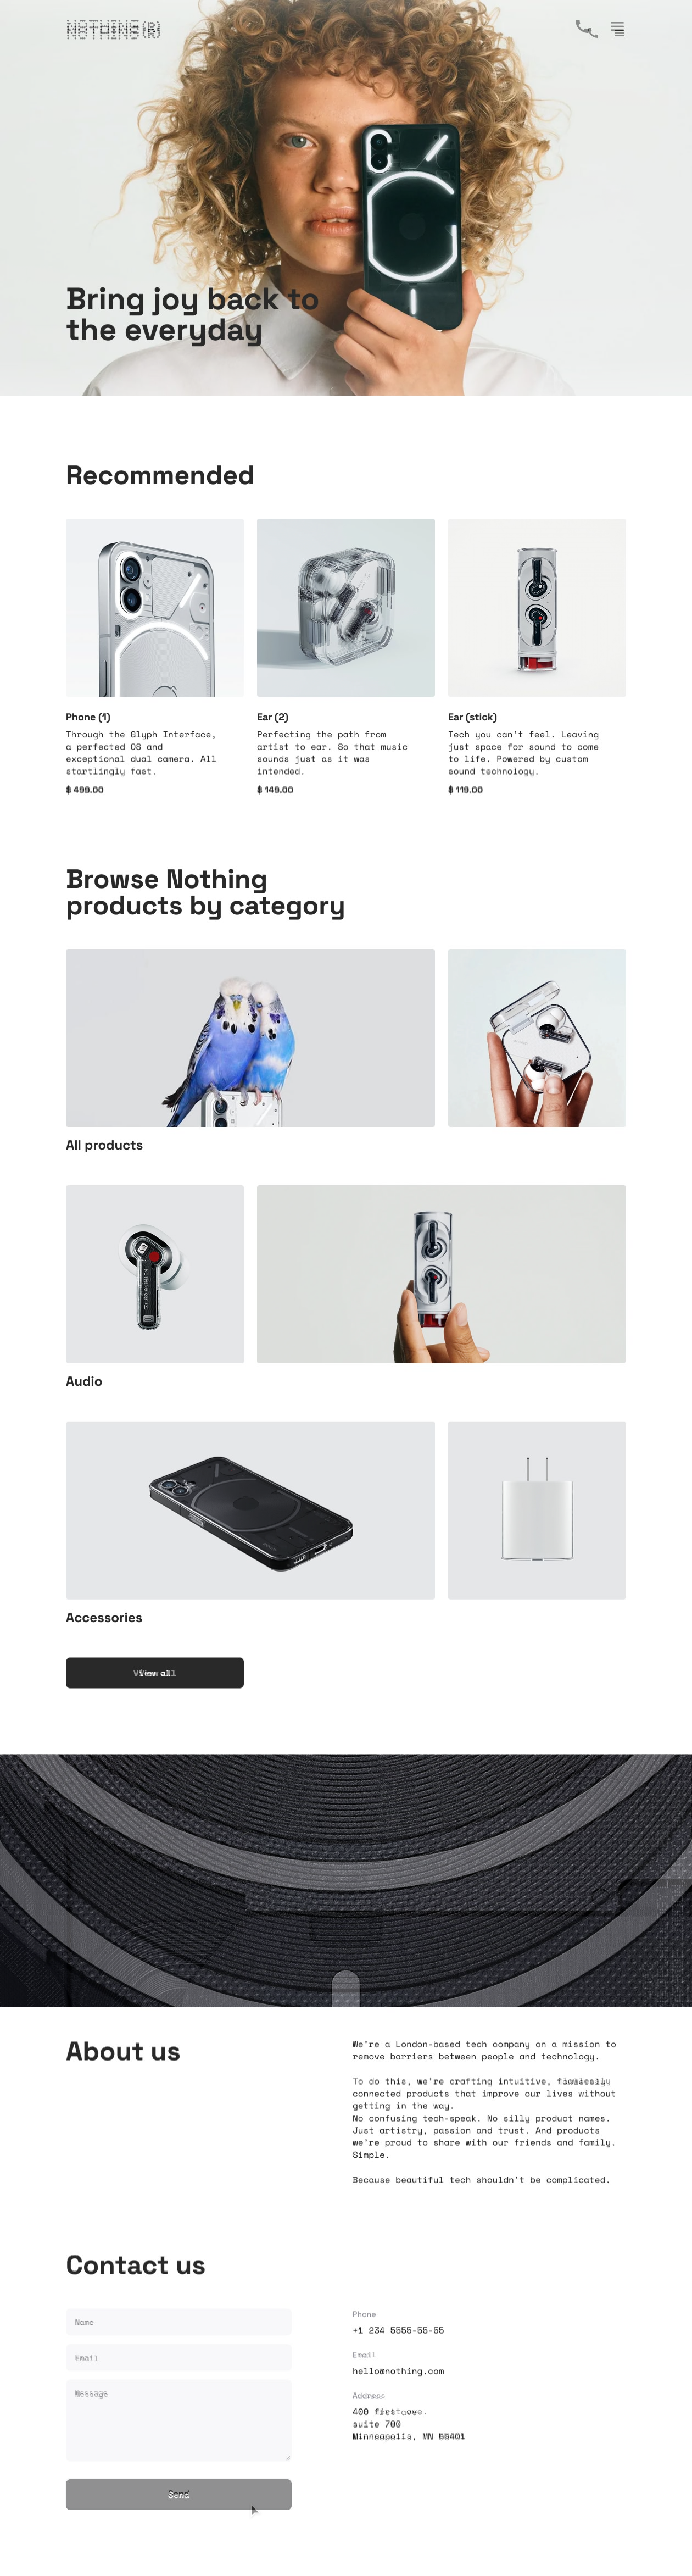 NOTHING(R)
Bring joy back to
the everyday
Recommended
Phone (1)
Through the Glyph Interface,
a perfected OS and
exceptional dual camera. All
startlingly fast.
$ 499.00
Ear (2)
Perfecting the path from
artist to ear. So that music
sounds just as it was
intended.
$ 149.00
Ear (stick)
Tech you can't feel. Leaving
just space for sound to come
to life. Powered by custom
sound technology.
$ 119.00
Browse Nothing
products by category
All products
Audio
Accessories
View all
About us
We're a London-based tech company on a mission to
remove barriers between people and technology.
To do this, we're crafting intuitive, flawlessly
connected products that improve our lives without
getting in the way.
No confusing tech-speak. No silly product names.
Just artistry, passion and trust. And products
we're proud to share with our friends and family.
Simple.
Because beautiful tech shouldn't be complicated.
Contact us
Name
Email
Message
Send
Phone
+1 234 5555-55-55
Email
hello@nothing.com
Address
400 first ave.
suite 700
Minneapolis, MN 55401